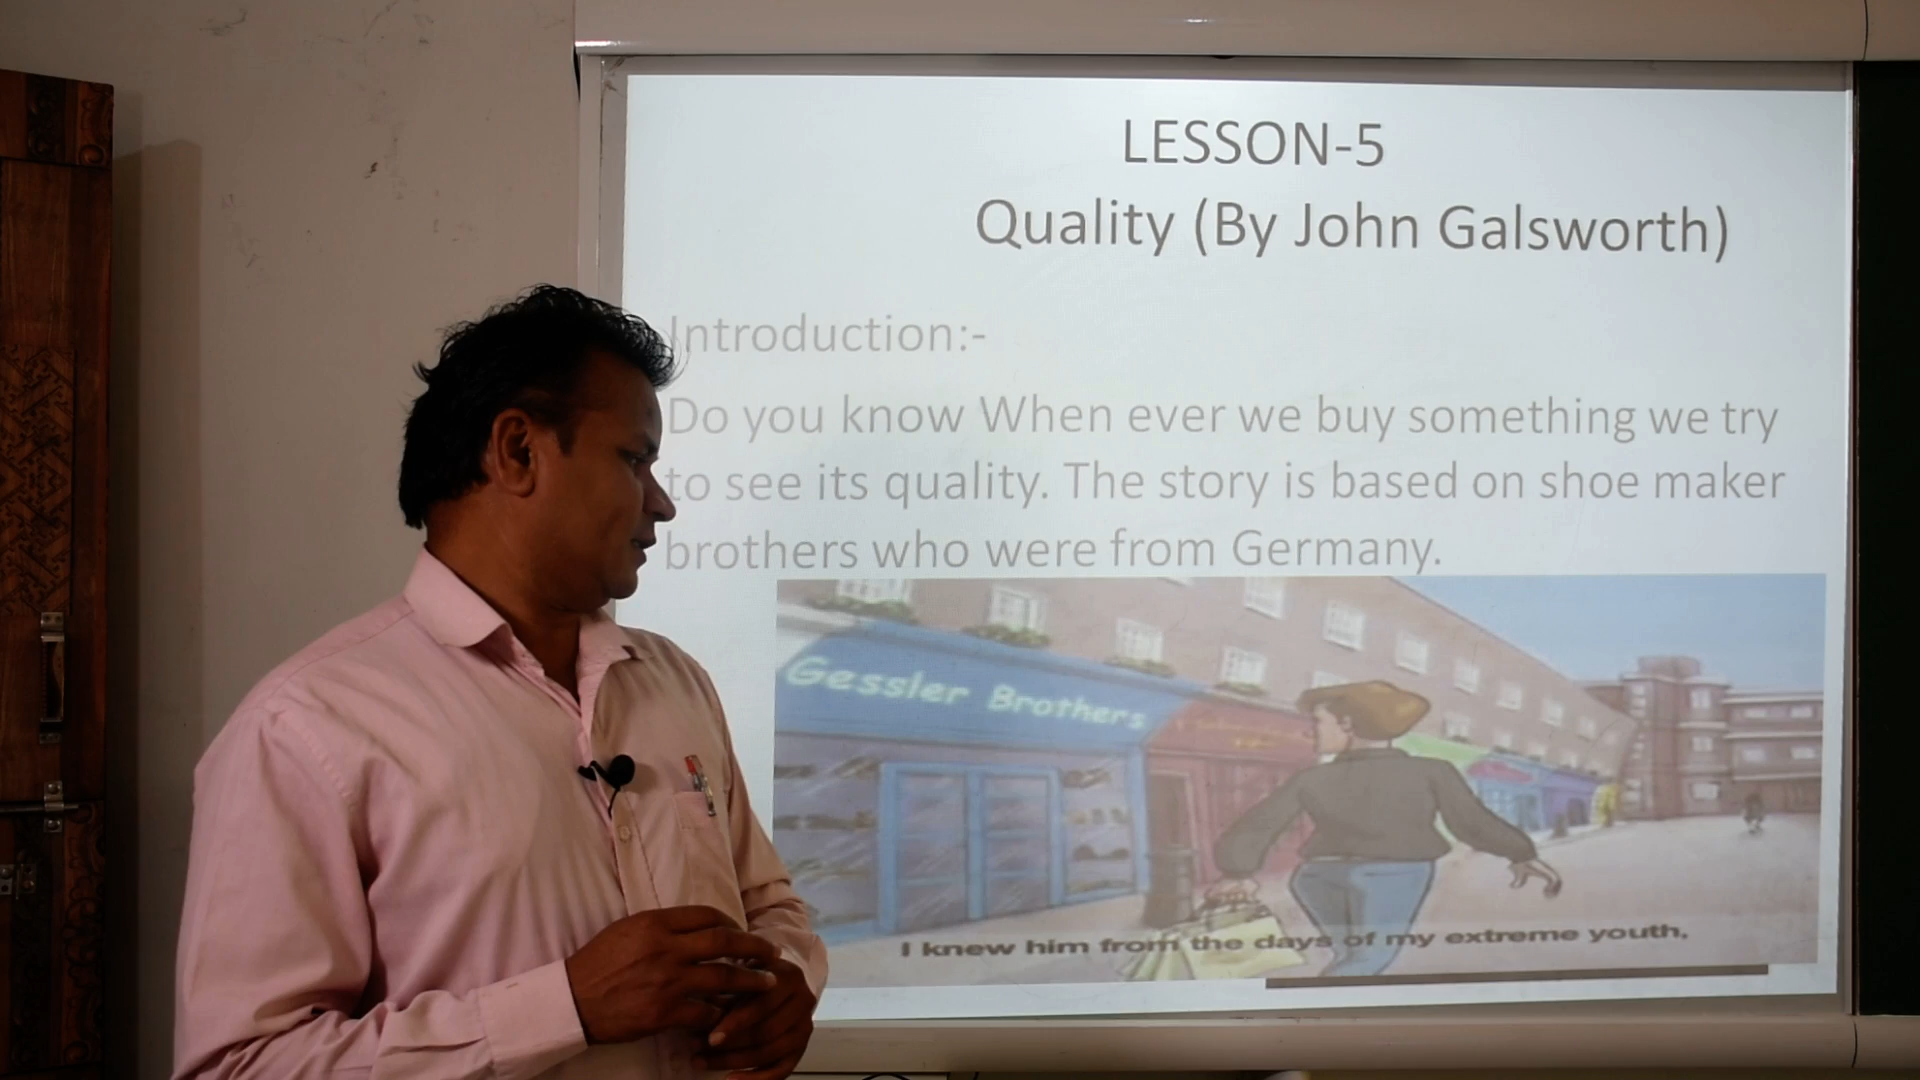 LESSON-5
Quality (By John Galsworth)
Introduction:-
Do you know When ever we buy something we try
to see its quality. The story is based on shoe maker
brothers who were from Germany.
Gessler Brothers
I knew him from the days of my extreme youth,